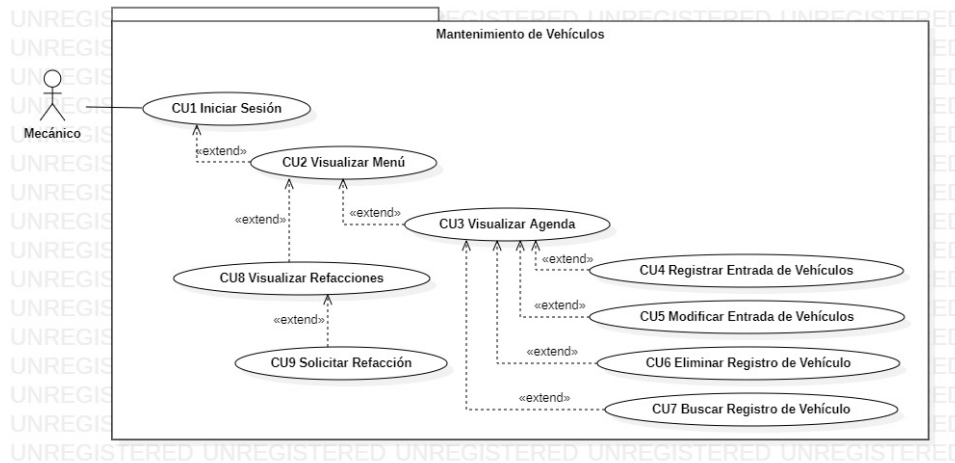 Mantenimiento de Vehículos
Mecánico
CU1 Iniciar Sesión
«extend»
CU2 Visualizar Menú
«extend»
«extend»
CU3 Visualizar Agenda
«extend»
CU4 Registrar Entrada de Vehículos
CU8 Visualizar Refacciones
«extend»
CU5 Modificar Entrada de Vehículos
«extend»
«extend»
CU6 Eliminar Registro de Vehículo
CU9 Solicitar Refacción
«extend»
CU7 Buscar Registro de Vehículo
UNREGISTERED UNREGISTERED UNREGISTERED UNREGISTERED